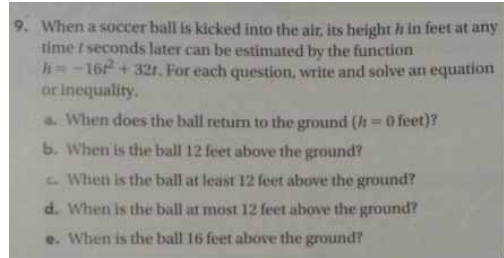 9. When a soccer ball is kicked into the air, its height h in feet at any
time t seconds later can be estimated by the function
h = -16t² + 32t. For each question, write and solve an equation
or inequality.
a. When does the ball return to the ground (h = 0 feet)?
b. When is the ball 12 feet above the ground?
c. When is the ball at least 12 feet above the ground?
d. When is the ball at most 12 feet above the ground?
e. When is the ball 16 feet above the ground?